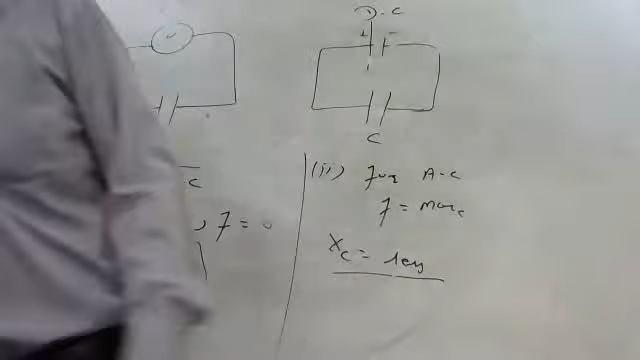 D.C
+ -
C
C
, f = 0
(ii) For A.C
f = more
Xc = less